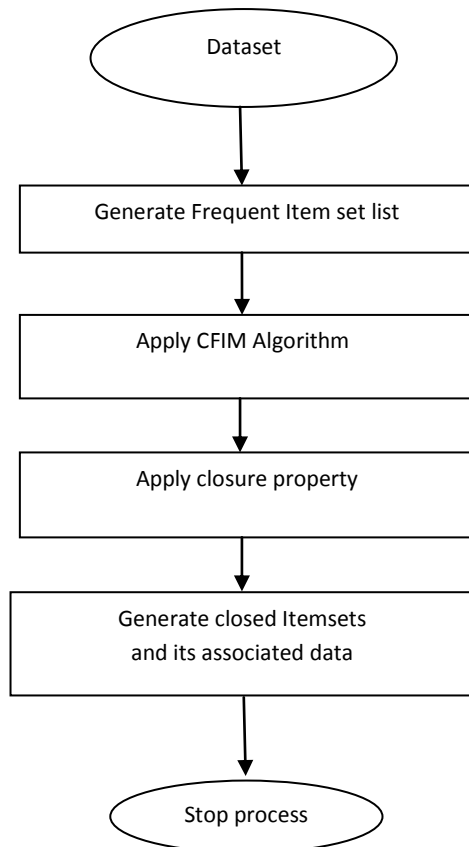 Dataset
Generate Frequent Item set list
Apply CFIM Algorithm
Apply closure property
Generate closed Itemsets
and its associated data
Stop process